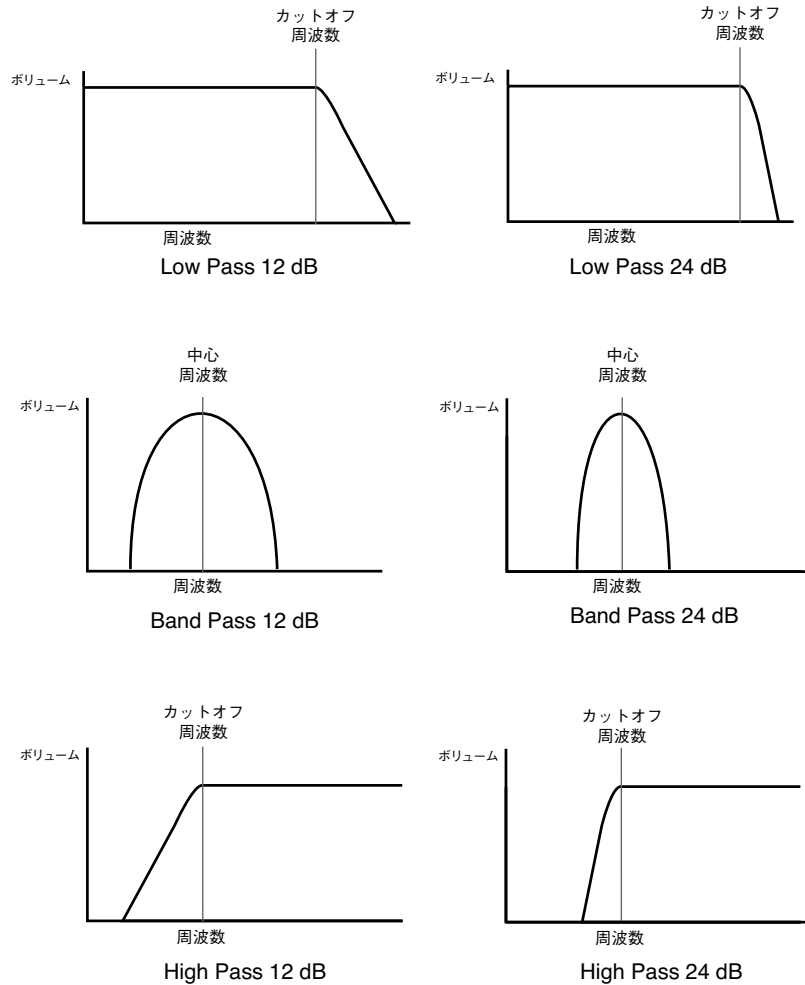 カットオフ
周波数
ボリューム
周波数
Low Pass 12 dB
カットオフ
周波数
ボリューム
周波数
Low Pass 24 dB
中心
周波数
ボリューム
周波数
Band Pass 12 dB
中心
周波数
ボリューム
周波数
Band Pass 24 dB
カットオフ
周波数
ボリューム
周波数
High Pass 12 dB
カットオフ
周波数
ボリューム
周波数
High Pass 24 dB